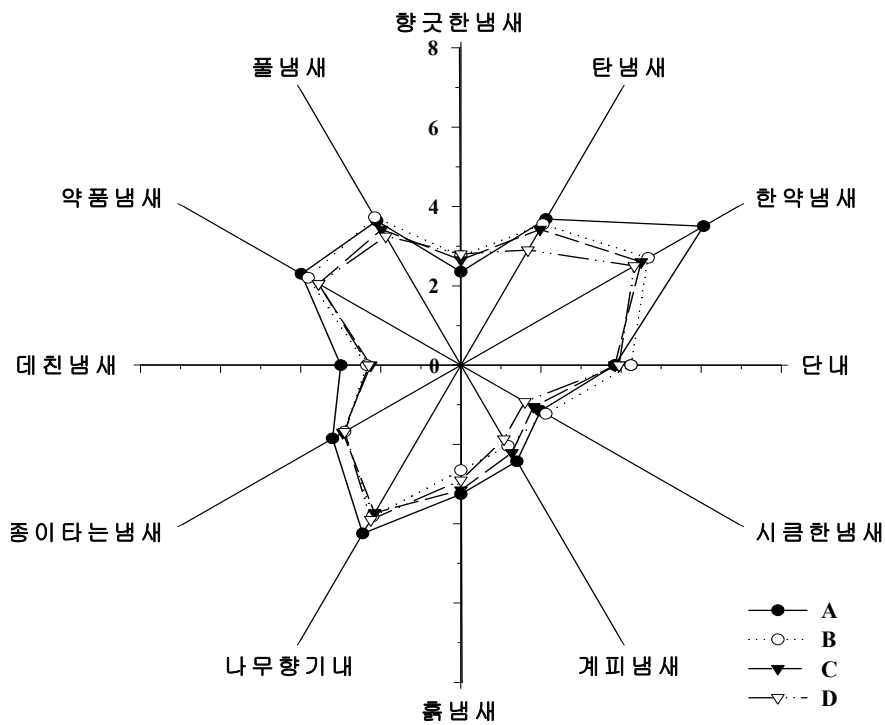 향긋한냄새
8
풀냄새
탄냄새
6
약품냄새
한약냄새
4
2
데친냄새
0
단내
종이타는냄새
시큼한냄새
나무향기내
계피냄새
흙냄새
A
B
C
D